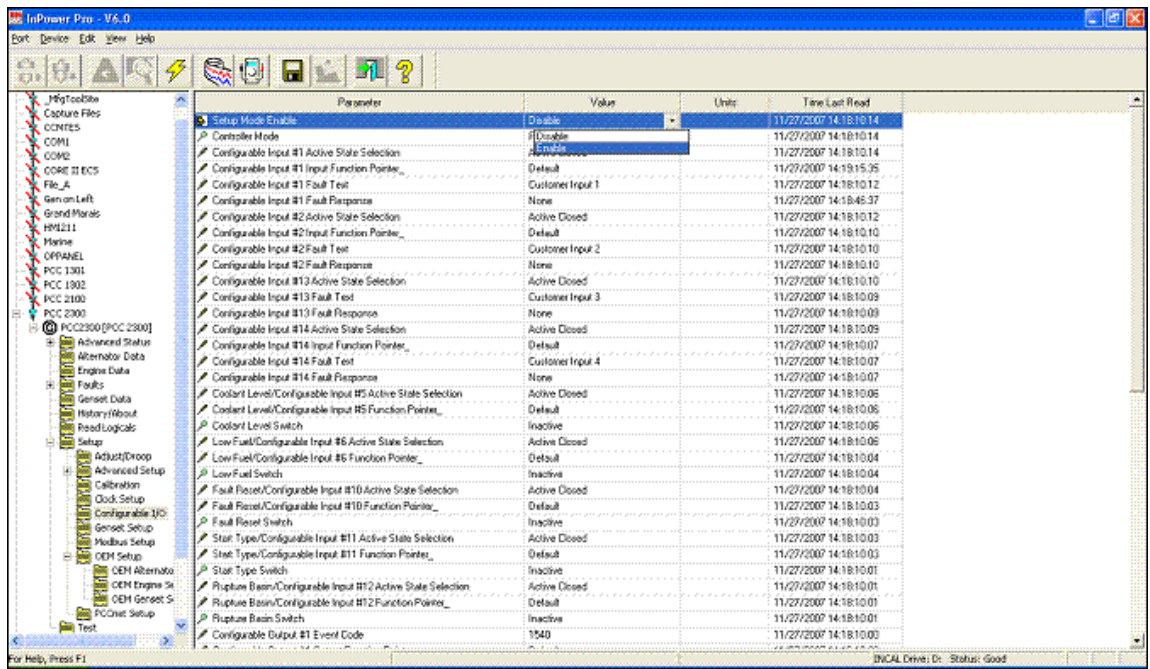 InPower Pro - V6.0
Port Device Edit View Help
_MfgToolSite
Capture Files
CCNTES
COM1
COM2
CORE II ECS
File_A
Gen on Left
Grand Marais
HM1211
Marine
OPPANEL
PCC 1301
PCC 1302
PCC 2100
PCC 2300
PCC2300 [PCC 2300]
Advanced Status
Alternator Data
Engine Data
Faults
Genset Data
History/About
Read Logicals
Setup
Adjust/Droop
Advanced Setup
Calibration
Clock Setup
Configurable I/O
Genset Setup
Modbus Setup
OEM Setup
OEM Alternato
OEM Engine Se
OEM Genset S
PCCnet Setup
Test
Parameter Value Units Time Last Read
Setup Mode Enable Disable 11/27/2007 14:18:10.14
Controller Mode Disable 11/27/2007 14:18:10.14
Configurable Input #1 Active State Selection Enable 11/27/2007 14:18:10.14
Configurable Input #1 Input Function Pointer_ Default 11/27/2007 14:19:15.35
Configurable Input #1 Fault Text Customer Input 1 11/27/2007 14:18:10.12
Configurable Input #1 Fault Response None 11/27/2007 14:18:46.37
Configurable Input #2 Active State Selection Active Closed 11/27/2007 14:18:10.12
Configurable Input #2 Input Function Pointer_ Default 11/27/2007 14:18:10.10
Configurable Input #2 Fault Text Customer Input 2 11/27/2007 14:18:10.10
Configurable Input #2 Fault Response None 11/27/2007 14:18:10.10
Configurable Input #13 Active State Selection Active Closed 11/27/2007 14:18:10.10
Configurable Input #13 Fault Text Customer Input 3 11/27/2007 14:18:10.09
Configurable Input #13 Fault Response None 11/27/2007 14:18:10.09
Configurable Input #14 Active State Selection Active Closed 11/27/2007 14:18:10.09
Configurable Input #14 Input Function Pointer_ Default 11/27/2007 14:18:10.07
Configurable Input #14 Fault Text Customer Input 4 11/27/2007 14:18:10.07
Configurable Input #14 Fault Response None 11/27/2007 14:18:10.07
Coolant Level/Configurable Input #5 Active State Selection Active Closed 11/27/2007 14:18:10.06
Coolant Level/Configurable Input #5 Function Pointer_ Default 11/27/2007 14:18:10.06
Coolant Level Switch Inactive 11/27/2007 14:18:10.06
Low Fuel/Configurable Input #6 Active State Selection Active Closed 11/27/2007 14:18:10.06
Low Fuel/Configurable Input #6 Function Pointer_ Default 11/27/2007 14:18:10.04
Low Fuel Switch Inactive 11/27/2007 14:18:10.04
Fault Reset/Configurable Input #10 Active State Selection Active Closed 11/27/2007 14:18:10.04
Fault Reset/Configurable Input #10 Function Pointer_ Default 11/27/2007 14:18:10.03
Fault Reset Switch Inactive 11/27/2007 14:18:10.03
Start Type/Configurable Input #11 Active State Selection Active Closed 11/27/2007 14:18:10.03
Start Type/Configurable Input #11 Function Pointer_ Default 11/27/2007 14:18:10.03
Start Type Switch Inactive 11/27/2007 14:18:10.01
Rupture Basin/Configurable Input #12 Active State Selection Active Closed 11/27/2007 14:18:10.01
Rupture Basin/Configurable Input #12 Function Pointer_ Default 11/27/2007 14:18:10.01
Rupture Basin Switch Inactive 11/27/2007 14:18:10.01
Configurable Output #1 Event Code 1540 11/27/2007 14:18:10.00
For Help, Press F1
INCAL Drive: D: Status: Good